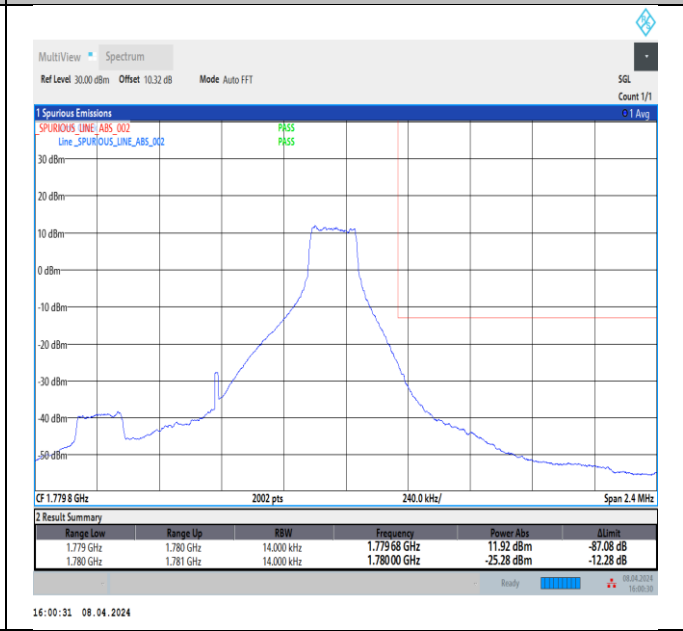 MultiView Spectrum
Ref Level 30.00 dBm Offset 10.32 dB Mode Auto FFT SGL
Count 1/1
1 Spurious Emissions 1 Avg
_SPURIOUS_LINE_ABS_002 PASS
Line _SPURIOUS_LINE_ABS_002 PASS
30 dBm
20 dBm
10 dBm
0 dBm
-10 dBm
-20 dBm
-30 dBm
-40 dBm
-50 dBm
CF 1.7798 GHz 2002 pts 240.0 kHz/ Span 2.4 MHz
2 Result Summary
Range Low Range Up RBW Frequency Power Abs ΔLimit
1.779 GHz 1.780 GHz 14.000 kHz 1.77968 GHz 11.92 dBm -87.08 dB
1.780 GHz 1.781 GHz 14.000 kHz 1.78000 GHz -25.28 dBm -12.28 dB
Ready 08.04.2024
16:00:30
16:00:31 08.04.2024